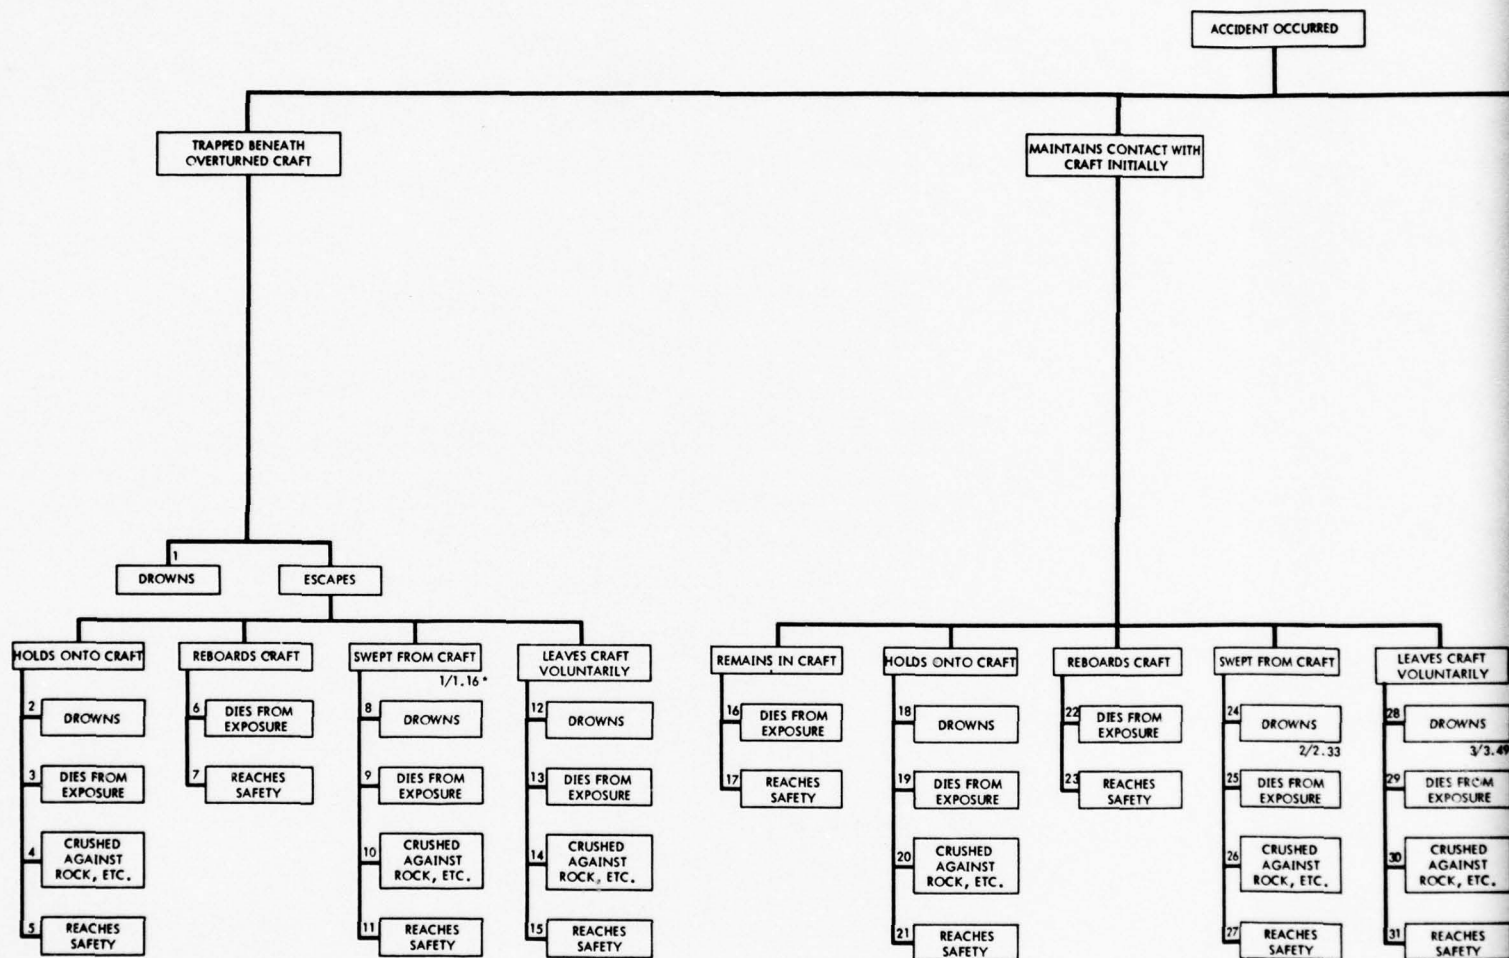 ACCIDENT OCCURRED
TRAPPED BENEATH
OVERTURNED CRAFT
MAINTAINS CONTACT WITH
CRAFT INITIALLY
1
DROWNS
ESCAPES
HOLDS ONTO CRAFT
2
DROWNS
3
DIES FROM
EXPOSURE
4
CRUSHED
AGAINST
ROCK, ETC.
5
REACHES
SAFETY
REBOARDS CRAFT
6
DIES FROM
EXPOSURE
7
REACHES
SAFETY
SWEPT FROM CRAFT
1/1.16*
8
DROWNS
9
DIES FROM
EXPOSURE
10
CRUSHED
AGAINST
ROCK, ETC.
11
REACHES
SAFETY
LEAVES CRAFT
VOLUNTARILY
12
DROWNS
13
DIES FROM
EXPOSURE
14
CRUSHED
AGAINST
ROCK, ETC.
15
REACHES
SAFETY
REMAINS IN CRAFT
16
DIES FROM
EXPOSURE
17
REACHES
SAFETY
HOLDS ONTO CRAFT
18
DROWNS
19
DIES FROM
EXPOSURE
20
CRUSHED
AGAINST
ROCK, ETC.
21
REACHES
SAFETY
REBOARDS CRAFT
22
DIES FROM
EXPOSURE
23
REACHES
SAFETY
SWEPT FROM CRAFT
24
DROWNS
2/2.33
25
DIES FROM
EXPOSURE
26
CRUSHED
AGAINST
ROCK, ETC.
27
REACHES
SAFETY
LEAVES CRAFT
VOLUNTARILY
28
DROWNS
3/3.49
29
DIES FROM
EXPOSURE
30
CRUSHED
AGAINST
ROCK, ETC.
31
REACHES
SAFETY